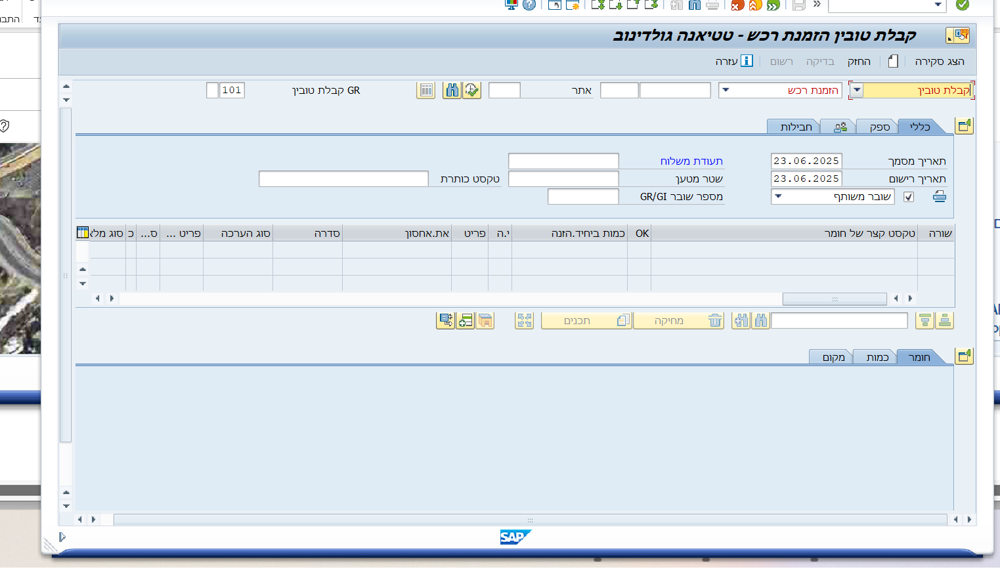 קבלת טובין הזמנת רכש - טטיאנה גולדינוב
הצג סקירה החזק בדיקה רשום עזרה
קבלת טובין הזמנת רכש אתר GR קבלת טובין 101
כללי ספק חבילות
תאריך מסמך 23.06.2025 תעודת משלוח
תאריך רישום 23.06.2025 שטר מטען טקסט כותרת
שובר משותף מספר שובר GR/GI
שורה טקסט קצר של חומר OK כמות ביחיד.הזנה י.ה פריט את.אחסון סדרה סוג הערכה פריט ... ס... כ סוג מלא
מחיקה תכנים
חומר כמות מקום
SAP